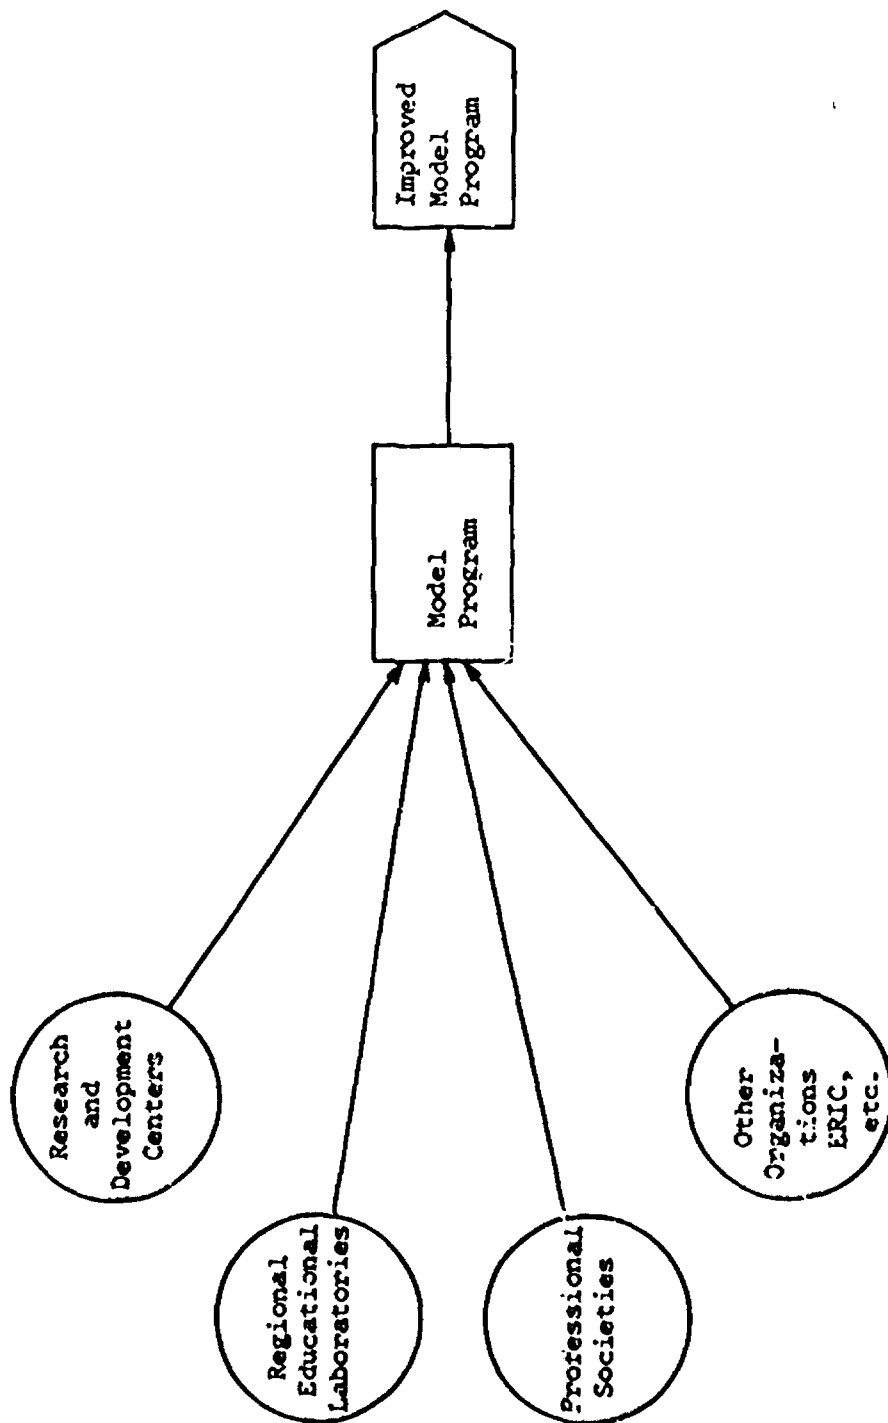 Research
and
Development
Centers
Regional
Educational
Laboratories
Professional
Societies
Other
Organiza-
tions
ERIC,
etc.
Model
Program
Improved
Model
Program